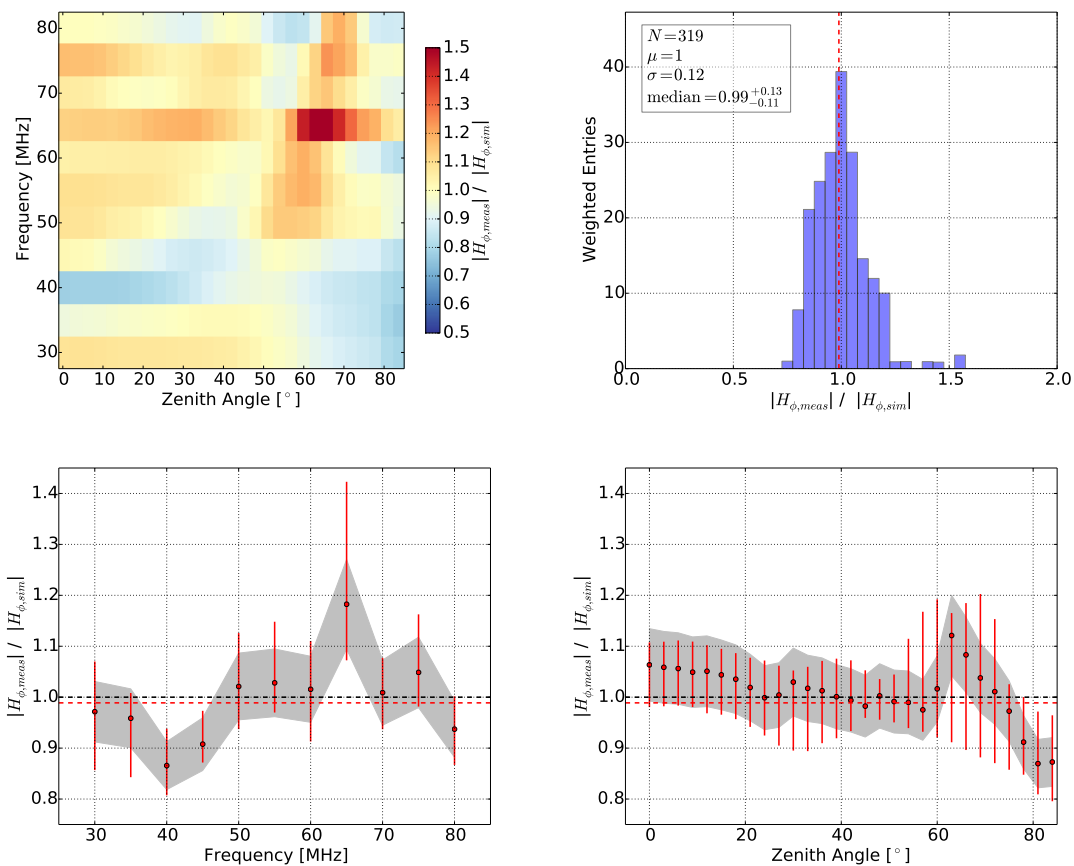 80
70
60
50
40
30
Frequency [MHz]
0 10 20 30 40 50 60 70 80
Zenith Angle [°]
1.5
1.4
1.3
1.2
1.1
1.0
0.9
0.8
0.7
0.6
0.5
|H_{ϕ,meas}| / |H_{ϕ,sim}|
N=319
μ=1
σ=0.12
median=0.99^{+0.13}_{-0.11}
40
30
20
10
0
Weighted Entries
0.0 0.5 1.0 1.5 2.0
|H_{ϕ,meas}| / |H_{ϕ,sim}|
1.4
1.3
1.2
1.1
1.0
0.9
0.8
|H_{ϕ,meas}| / |H_{ϕ,sim}|
30 40 50 60 70 80
Frequency [MHz]
1.4
1.3
1.2
1.1
1.0
0.9
0.8
|H_{ϕ,meas}| / |H_{ϕ,sim}|
0 20 40 60 80
Zenith Angle [°]